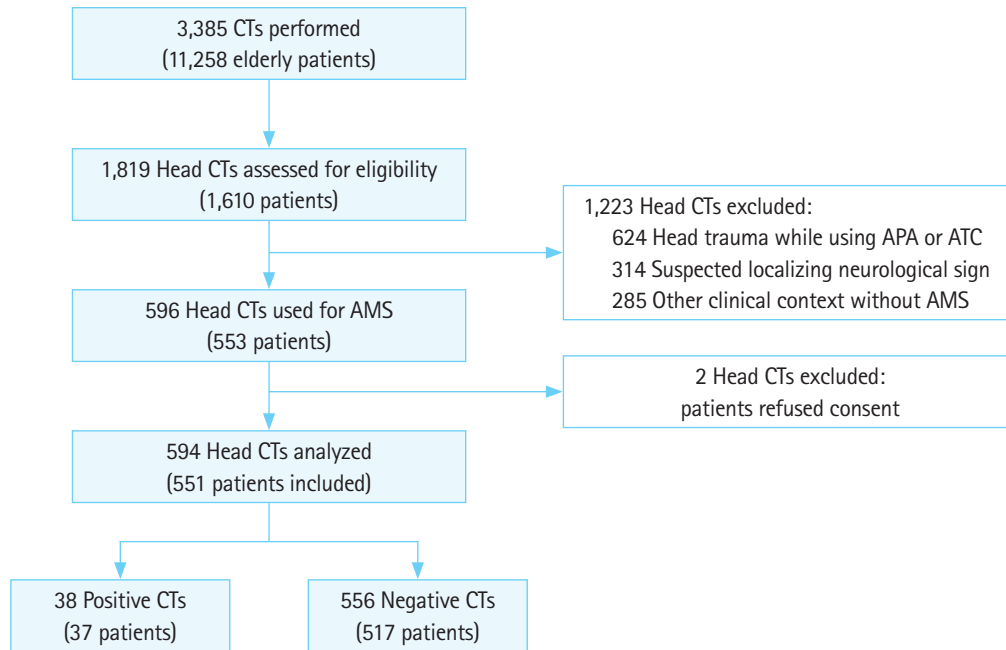 3,385 CTs performed
(11,258 elderly patients)
1,819 Head CTs assessed for eligibility
(1,610 patients)
1,223 Head CTs excluded:
624 Head trauma while using APA or ATC
314 Suspected localizing neurological sign
285 Other clinical context without AMS
596 Head CTs used for AMS
(553 patients)
2 Head CTs excluded:
patients refused consent
594 Head CTs analyzed
(551 patients included)
38 Positive CTs
(37 patients)
556 Negative CTs
(517 patients)